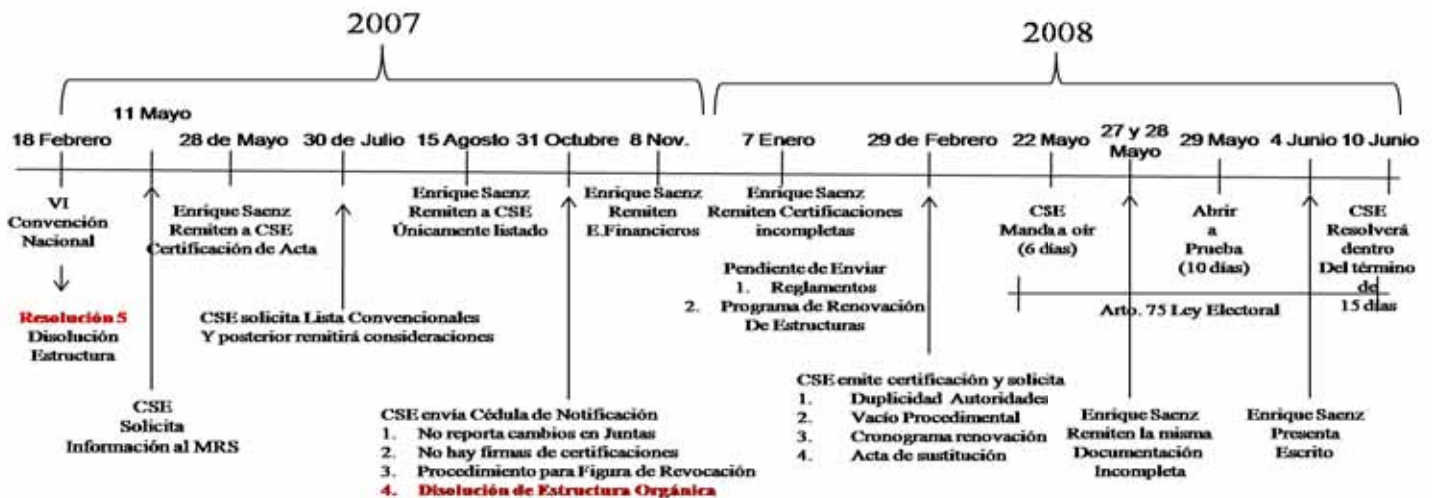 2007
2008
18 Febrero
11 Mayo
28 de Mayo
30 de Julio
15 Agosto
31 Octubre
8 Nov.
7 Enero
29 de Febrero
22 Mayo
27 y 28
Mayo
29 Mayo
4 Junio
10 Junio
VI
Convención
Nacional
Resolución 5
Disolución
Estructura
CSE
Solicita
Información al MRS
Enrique Saenz
Remiten a CSE
Certificación de Acta
CSE solicita Lista Convencionales
Y posterior remitirá consideraciones
Enrique Saenz
Remiten a CSE
Únicamente listado
CSE envía Cédula de Notificación
1. No reporta cambios en Juntas
2. No hay firmas de certificaciones
3. Procedimiento para Figura de Revocación
4. Disolución de Estructura Orgánica
Enrique Saenz
Remiten
E.Financieros
Enrique Saenz
Remiten Certificaciones
incompletas
Pendiente de Enviar
1. Reglamentos
2. Programa de Renovación
De Estructuras
CSE emite certificación y solicita
1. Duplicidad Autoridades
2. Vacío Procedimental
3. Cronograma renovación
4. Acta de sustitución
CSE
Manda a oír
(6 días)
Enrique Saenz
Remiten la misma
Documentación
Incompleta
Abrir
a
Prueba
(10 días)
Arto. 75 Ley Electoral
Enrique Saenz
Presenta
Escrito
CSE
Resolverá
dentro
Del término
de
15 días